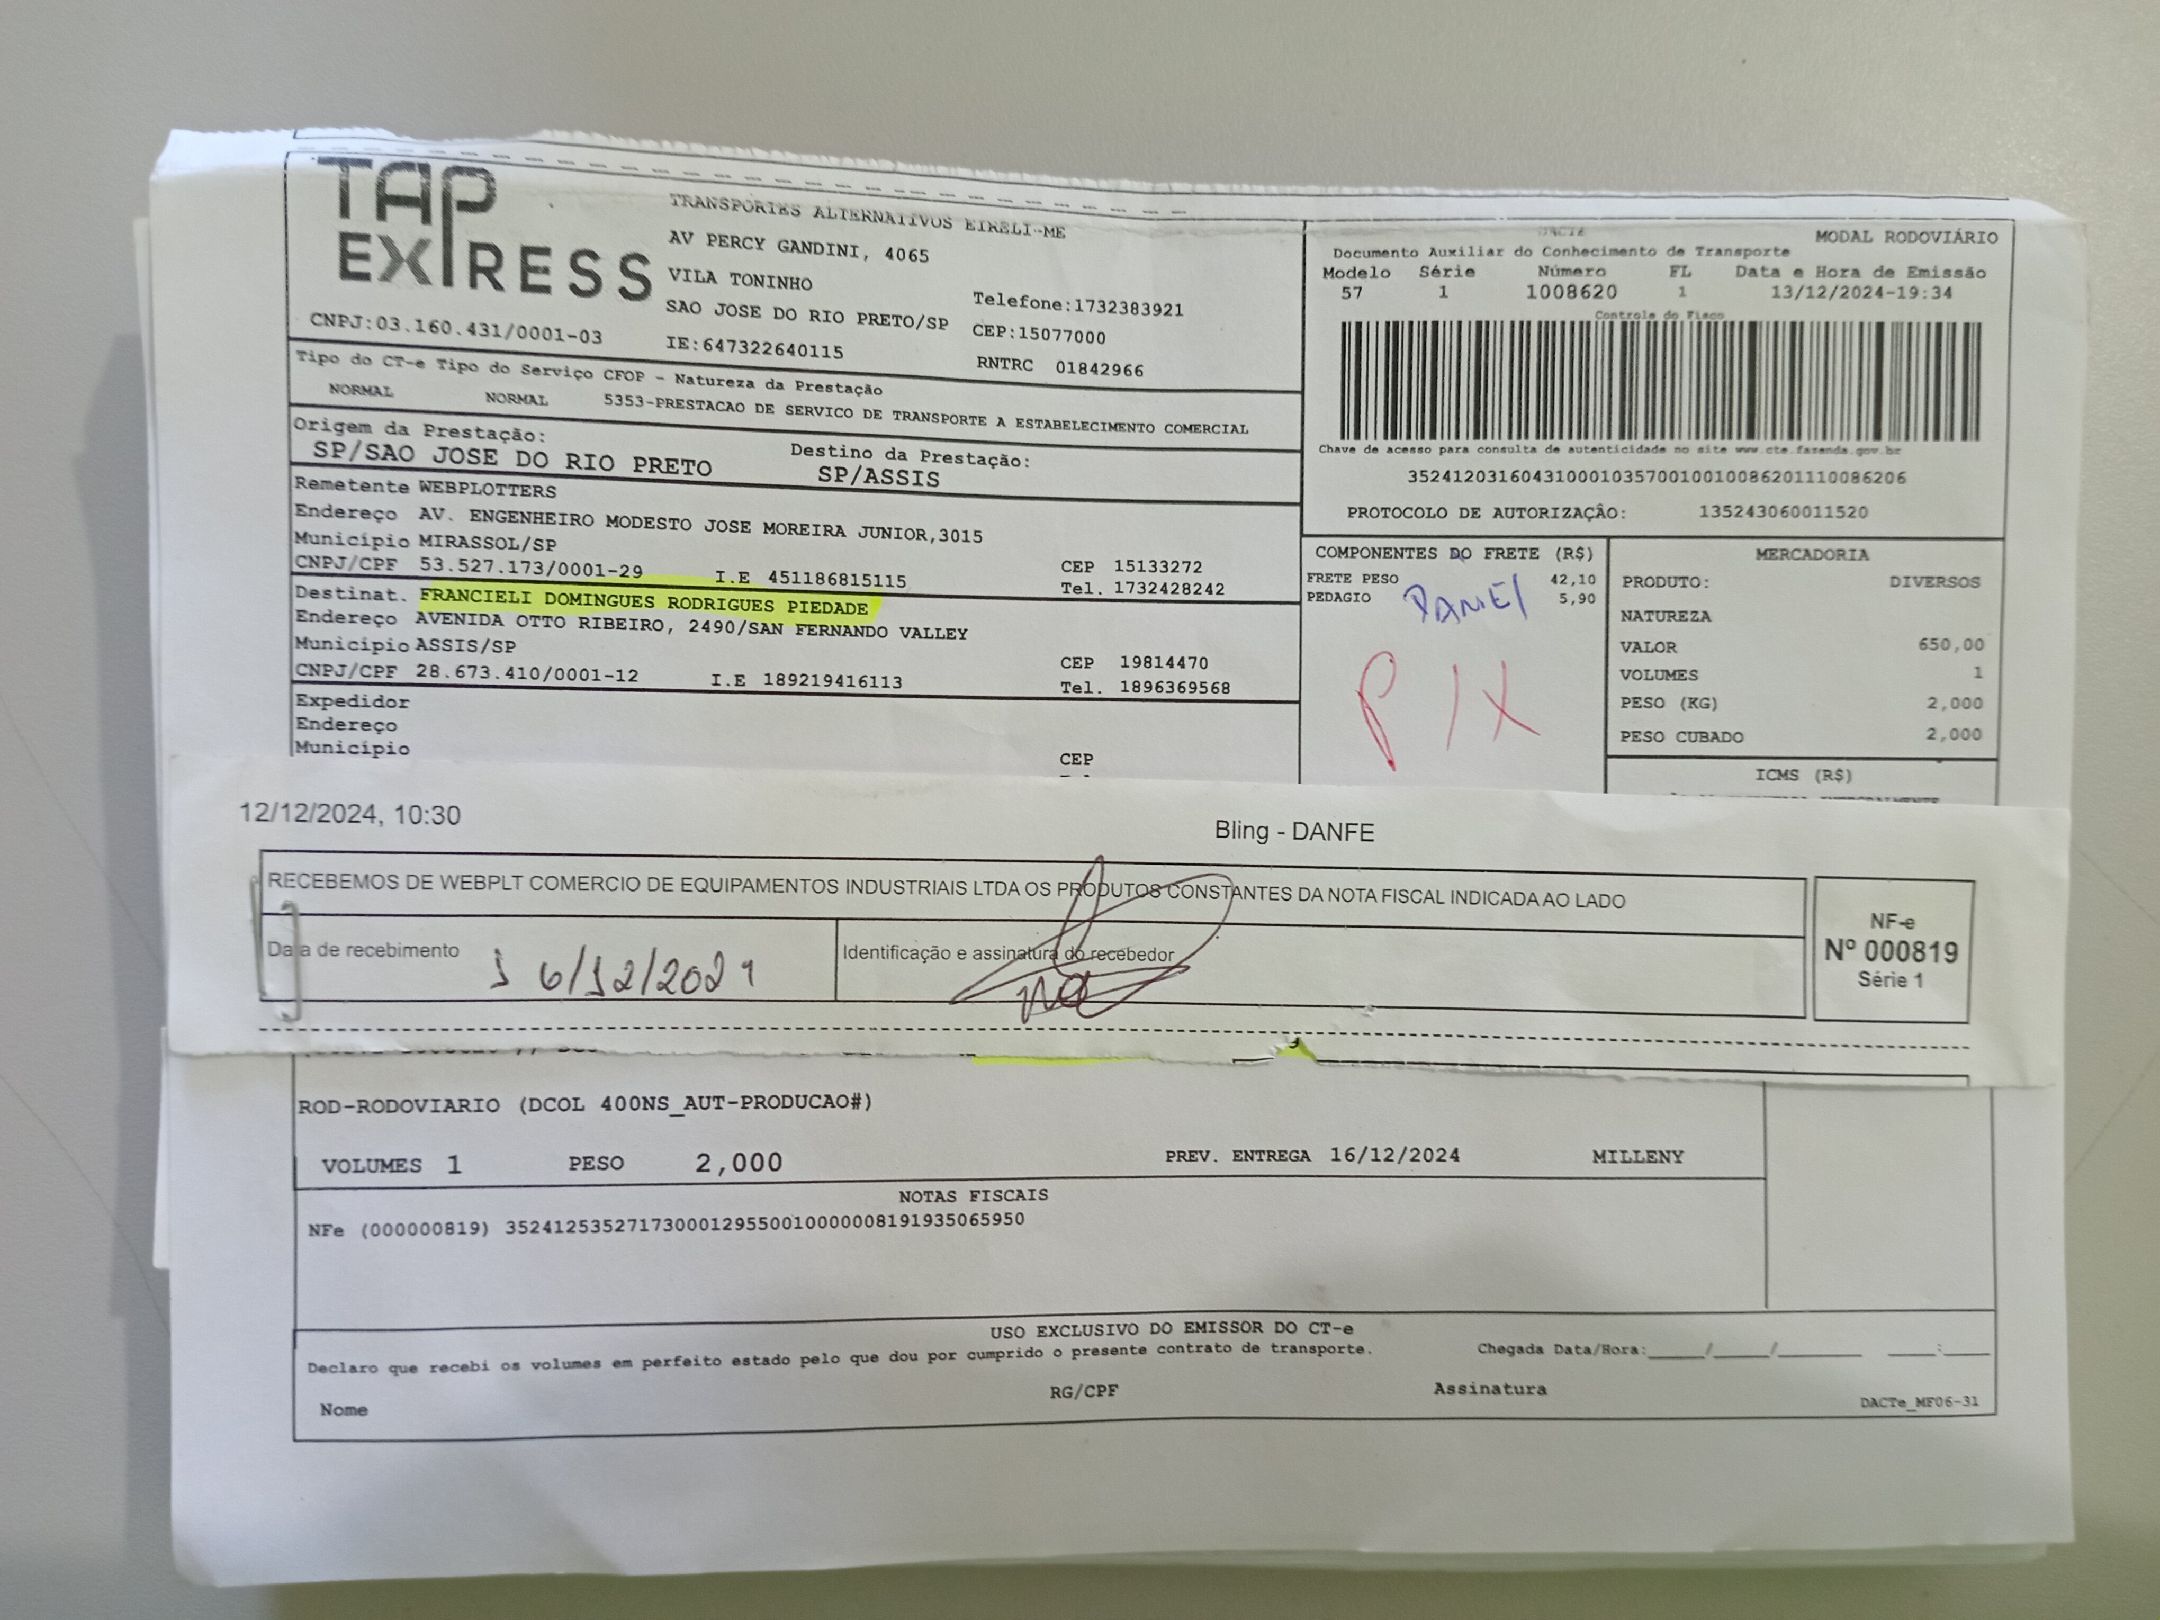 TAP
EXPRESS
TRANSPORTES ALTERNATIVOS EIRELI-ME
AV PERCY GANDINI, 4065
VILA TONINHO
SAO JOSE DO RIO PRETO/SP
Telefone:1732383921
CEP:15077000
CNPJ:03.160.431/0001-03
IE:647322640115
RNTRC 01842966
DACTE
MODAL RODOVIÁRIO
Documento Auxiliar do Conhecimento de Transporte
Modelo Série Número FL Data e Hora de Emissão
57 1 1008620 1 13/12/2024-19:34
Controle do Fisco
Chave de acesso para consulta de autenticidade no site www.cte.fazenda.gov.br
35241203160431000103570010010086201110086206
PROTOCOLO DE AUTORIZAÇÃO: 135243060011520
Tipo do CT-e Tipo do Serviço CFOP - Natureza da Prestação
NORMAL NORMAL 5353-PRESTACAO DE SERVICO DE TRANSPORTE A ESTABELECIMENTO COMERCIAL
Origem da Prestação: Destino da Prestação:
SP/SAO JOSE DO RIO PRETO SP/ASSIS
Remetente WEBPLOTTERS
Endereço AV. ENGENHEIRO MODESTO JOSE MOREIRA JUNIOR,3015
Município MIRASSOL/SP CEP 15133272
CNPJ/CPF 53.527.173/0001-29 I.E 451186815115 Tel. 1732428242
Destinat. FRANCIELI DOMINGUES RODRIGUES PIEDADE
Endereço AVENIDA OTTO RIBEIRO, 2490/SAN FERNANDO VALLEY
Município ASSIS/SP CEP 19814470
CNPJ/CPF 28.673.410/0001-12 I.E 189219416113 Tel. 1896369568
Expedidor
Endereço
Município CEP
COMPONENTES DO FRETE (R$)
FRETE PESO 42,10
PEDAGIO 5,90
DANIEl
PIX
MERCADORIA
PRODUTO: DIVERSOS
NATUREZA
VALOR 650,00
VOLUMES 1
PESO (KG) 2,000
PESO CUBADO 2,000
ICMS (R$)
12/12/2024, 10:30 Bling - DANFE
RECEBEMOS DE WEBPLT COMERCIO DE EQUIPAMENTOS INDUSTRIAIS LTDA OS PRODUTOS CONSTANTES DA NOTA FISCAL INDICADA AO LADO
Data de recebimento 16/12/2024
Identificação e assinatura do recebedor
NF-e
Nº 000819
Série 1
ROD-RODOVIARIO (DCOL 400NS_AUT-PRODUCAO#)
VOLUMES 1 PESO 2,000 PREV. ENTREGA 16/12/2024 MILLENY
NOTAS FISCAIS
NFe (000000819) 35241253527173000129550010000008191935065950
USO EXCLUSIVO DO EMISSOR DO CT-e
Declaro que recebi os volumes em perfeito estado pelo que dou por cumprido o presente contrato de transporte. Chegada Data/Hora:_____/_____/_______ ____:____
Nome RG/CPF Assinatura
DACTe_MF06-31